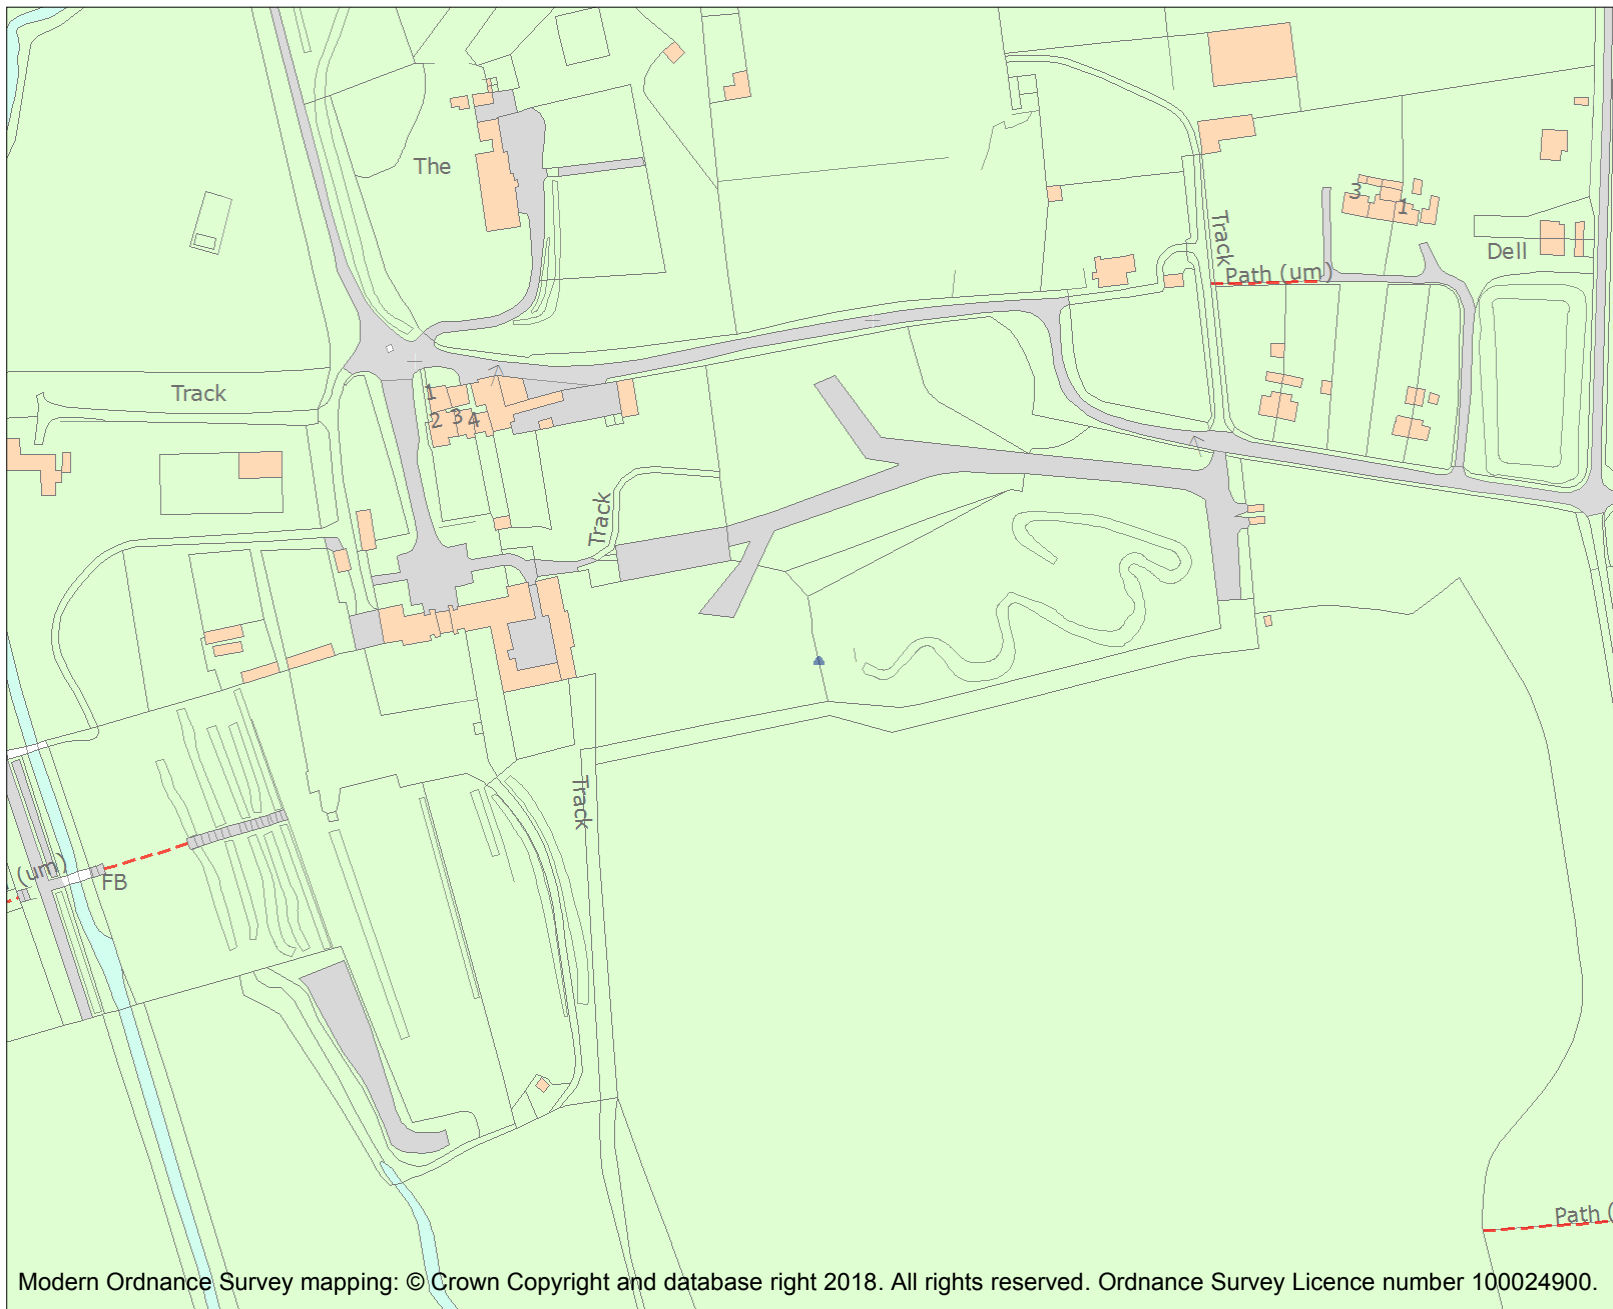 The
3
1
Track
Dell
Path (um)
Track
1
2 3 4
Track
(um)
FB
Track
Path (
Modern Ordnance Survey mapping: © Crown Copyright and database right 2018. All rights reserved. Ordnance Survey Licence number 100024900.